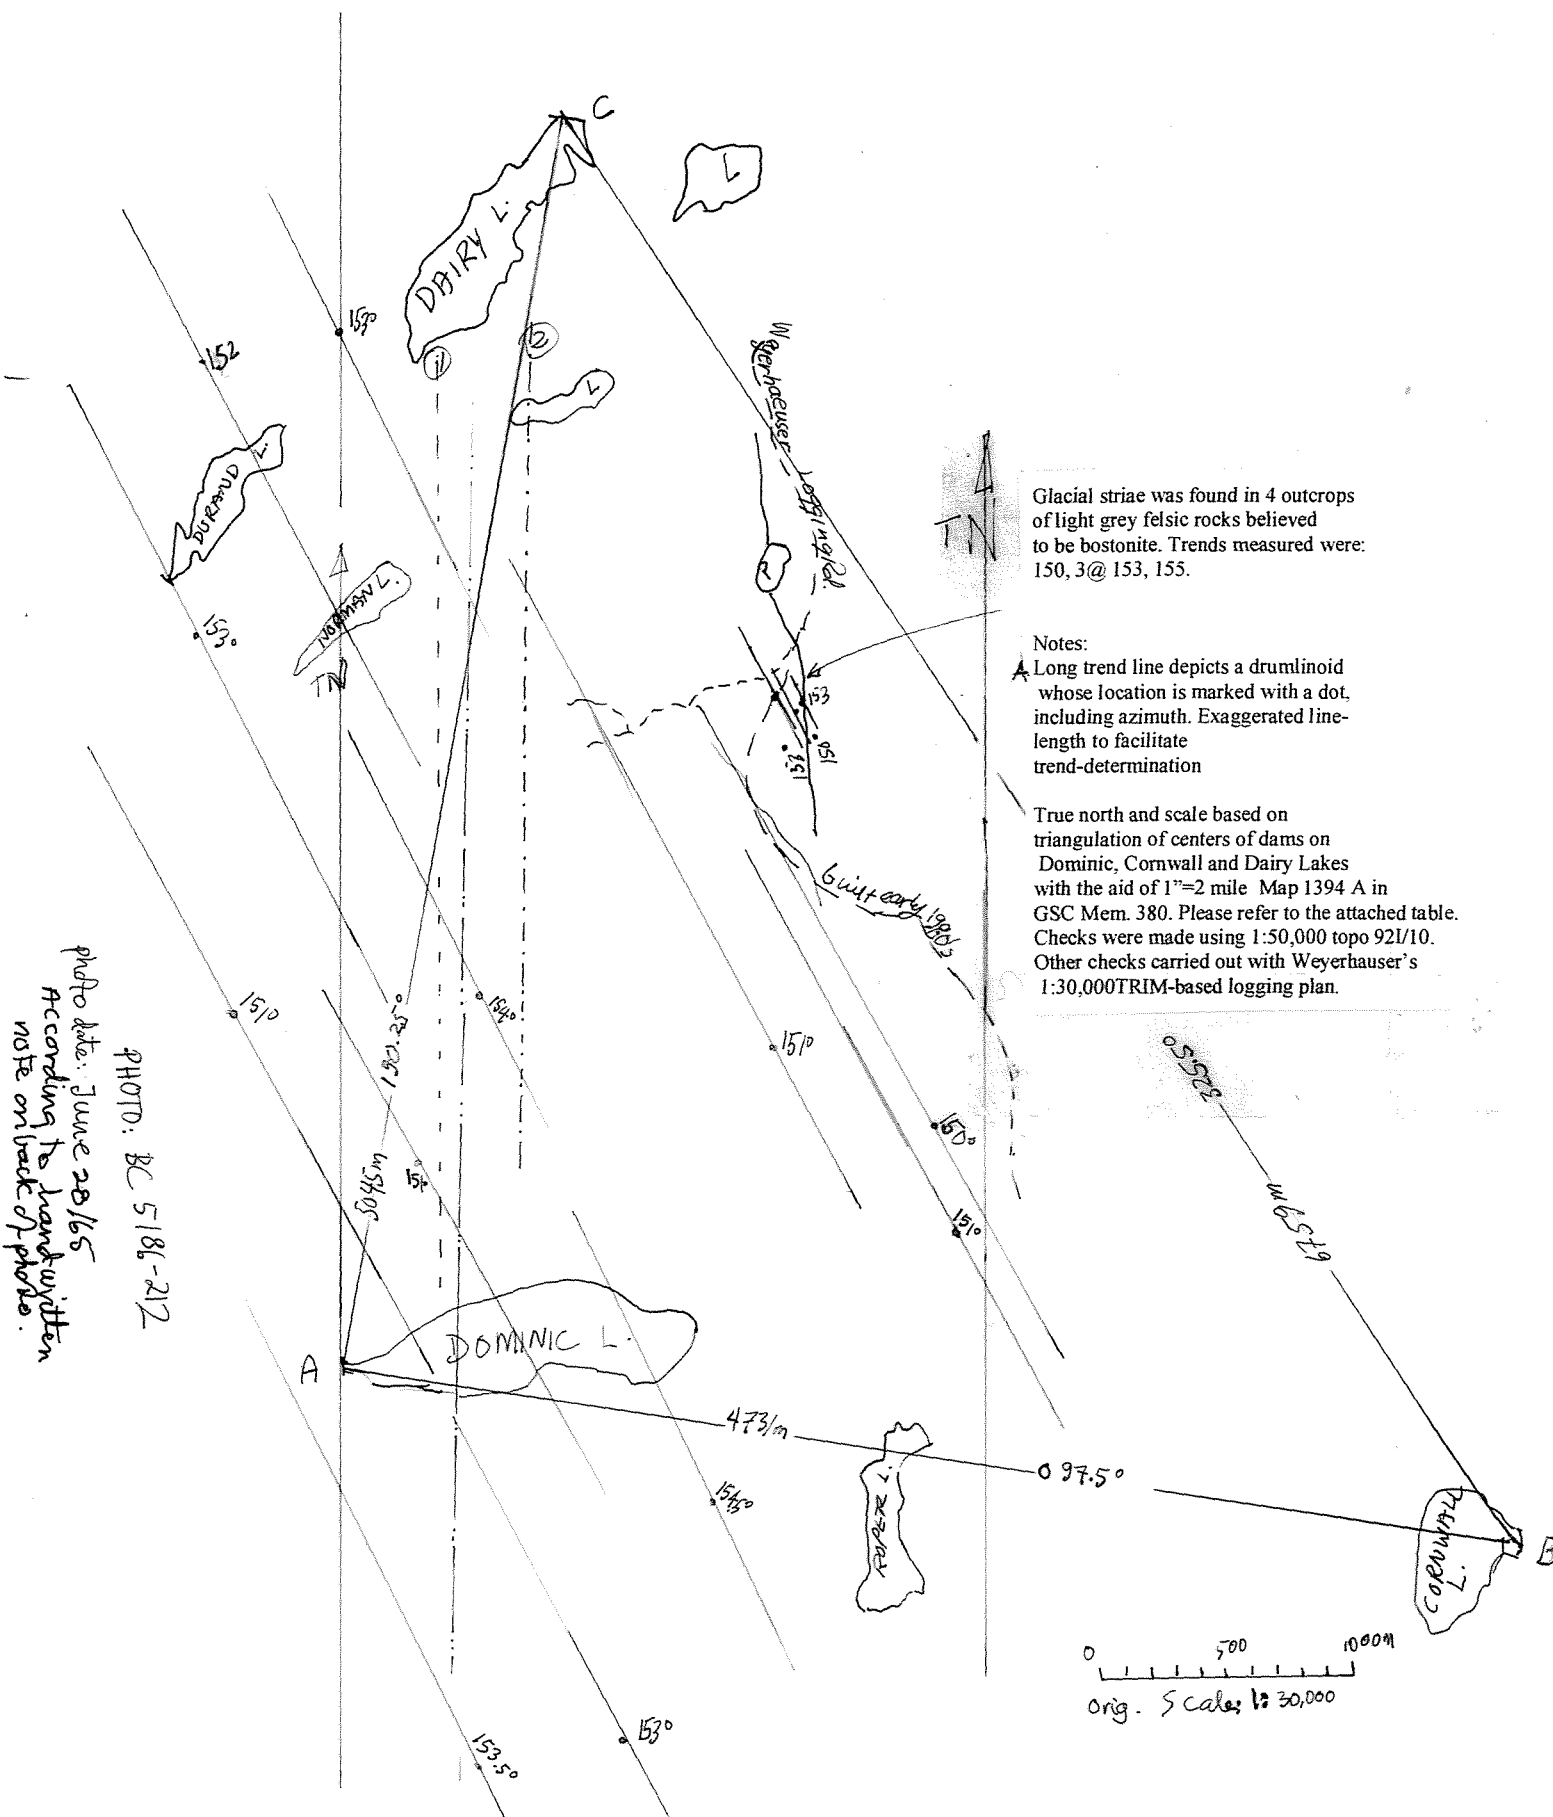 C
L
DAIRY L.
153°
152
1
2
L
Weyerhaeuser Logging Rd.
DURAND L.
NORMAN L.
TN
153°
TN
Glacial striae was found in 4 outcrops
of light grey felsic rocks believed
to be bostonite. Trends measured were:
150, 3@ 153, 155.
Notes:
A Long trend line depicts a drumlinoid
whose location is marked with a dot,
including azimuth. Exaggerated line-
length to facilitate
trend-determination
True north and scale based on
triangulation of centers of dams on
Dominic, Cornwall and Dairy Lakes
with the aid of 1"=2 mile Map 1394 A in
GSC Mem. 380. Please refer to the attached table.
Checks were made using 1:50,000 topo 92I/10.
Other checks carried out with Weyerhauser's
1:30,000TRIM-based logging plan.
153
150
built early 1980's
151°
154°
151°
150°
151°
5045m
325.5°
6759m
PHOTO: BC 5186-212
photo date: June 28/65
According to handwritten
note on back of photo.
A
DOMINIC L.
4731m
097.5°
154.5°
CORNWALL L.
B
153°
153.5°
0 500 1000m
Orig. Scale: 1:30,000